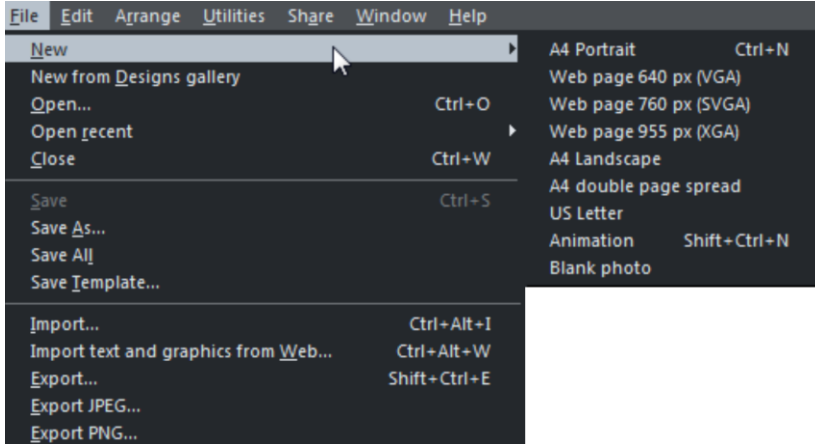 File Edit Arrange Utilities Share Window Help
New
New from Designs gallery
Open... Ctrl+O
Open recent
Close Ctrl+W
Save Ctrl+S
Save As...
Save All
Save Template...
Import... Ctrl+Alt+I
Import text and graphics from Web... Ctrl+Alt+W
Export... Shift+Ctrl+E
Export JPEG...
Export PNG...
A4 Portrait Ctrl+N
Web page 640 px (VGA)
Web page 760 px (SVGA)
Web page 955 px (XGA)
A4 Landscape
A4 double page spread
US Letter
Animation Shift+Ctrl+N
Blank photo